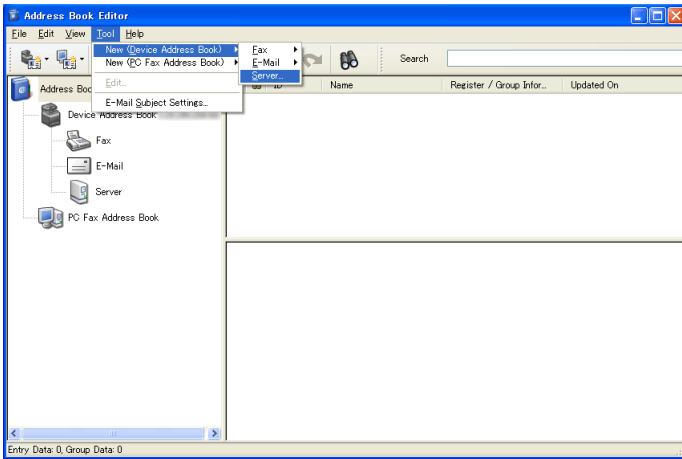 Address Book Editor
File Edit View Tool Help
New (Device Address Book)
New (PC Fax Address Book)
Edit...
E-Mail Subject Settings...
Fax
E-Mail
Server...
Search
ID Name Register / Group Infor... Updated On
Address Boo
Device Address Book
Fax
E-Mail
Server
PC Fax Address Book
Entry Data: 0, Group Data: 0